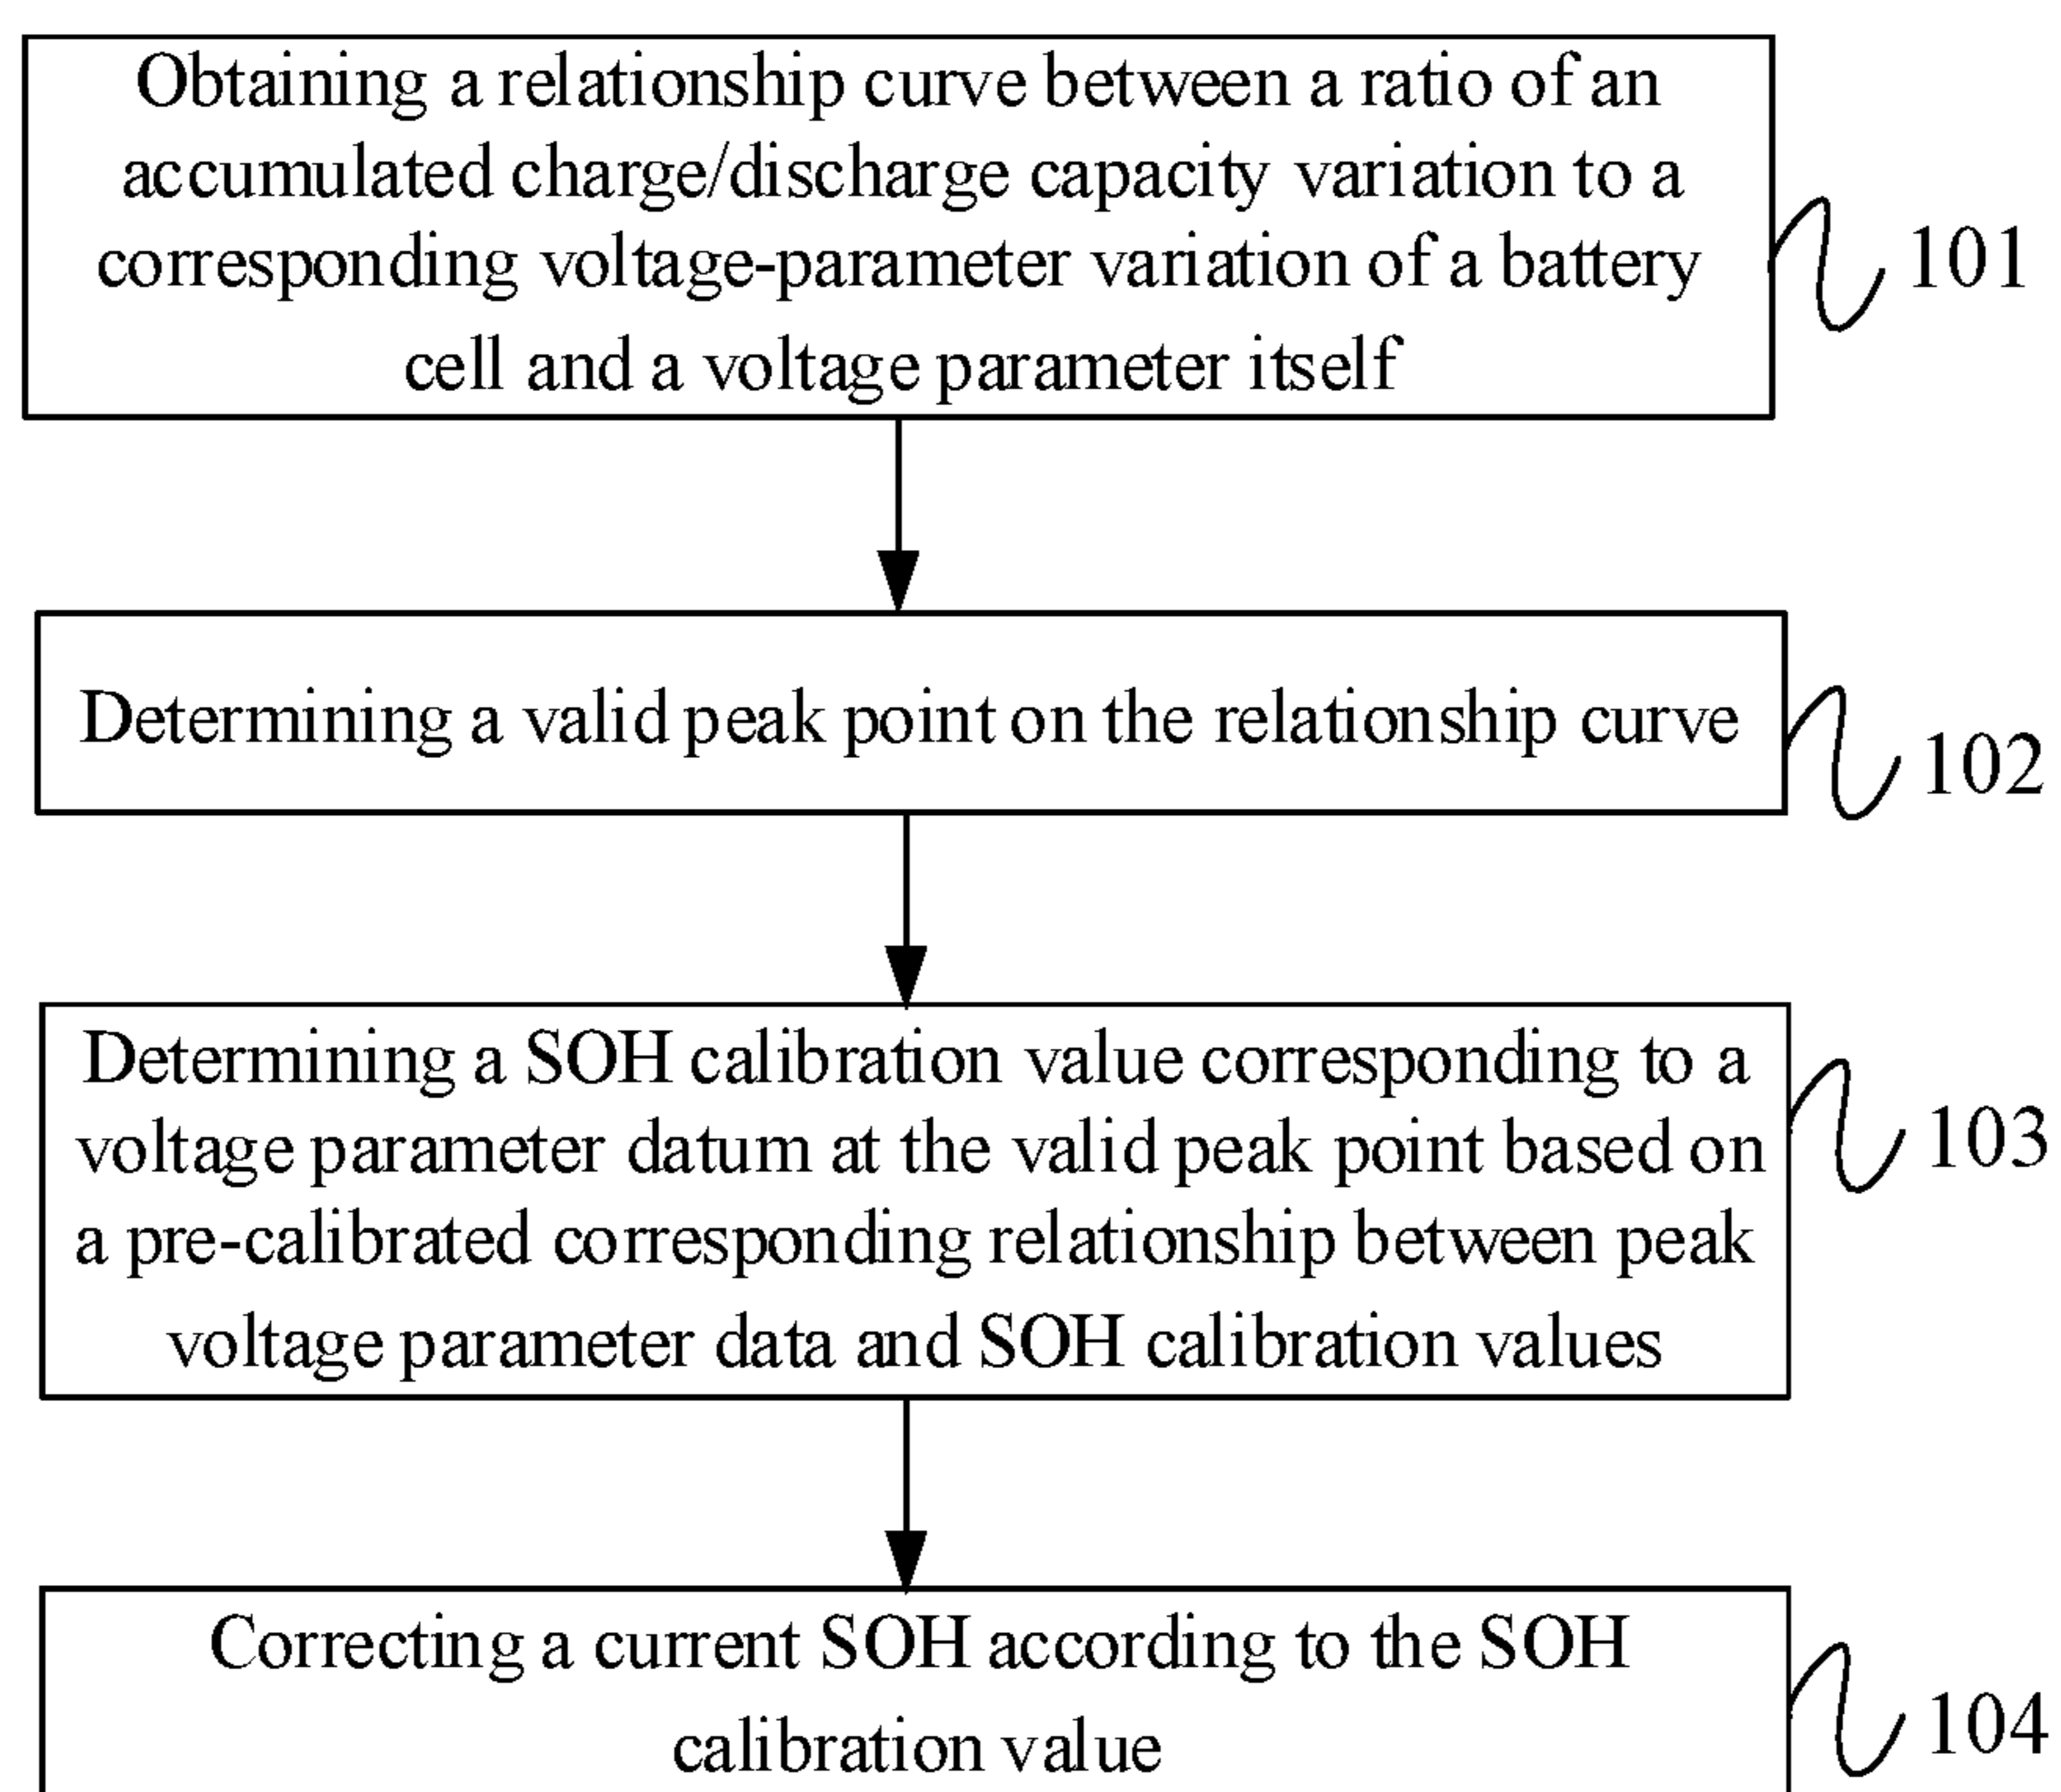 Obtaining a relationship curve between a ratio of an
accumulated charge/discharge capacity variation to a
corresponding voltage-parameter variation of a battery
cell and a voltage parameter itself
101
Determining a valid peak point on the relationship curve
102
Determining a SOH calibration value corresponding to a
voltage parameter datum at the valid peak point based on
a pre-calibrated corresponding relationship between peak
voltage parameter data and SOH calibration values
103
Correcting a current SOH according to the SOH
calibration value
104